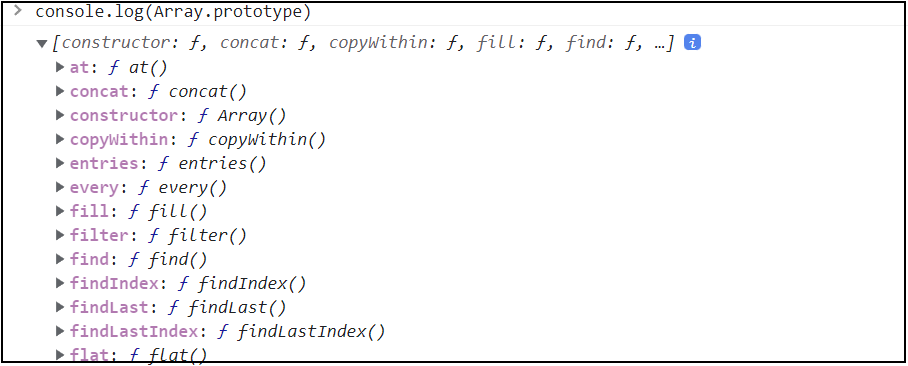 > console.log(Array.prototype)
▼[constructor: ƒ, concat: ƒ, copyWithin: ƒ, fill: ƒ, find: ƒ, …] i
▶at: ƒ at()
▶concat: ƒ concat()
▶constructor: ƒ Array()
▶copyWithin: ƒ copyWithin()
▶entries: ƒ entries()
▶every: ƒ every()
▶fill: ƒ fill()
▶filter: ƒ filter()
▶find: ƒ find()
▶findIndex: ƒ findIndex()
▶findLast: ƒ findLast()
▶findLastIndex: ƒ findLastIndex()
▶flat: ƒ flat()